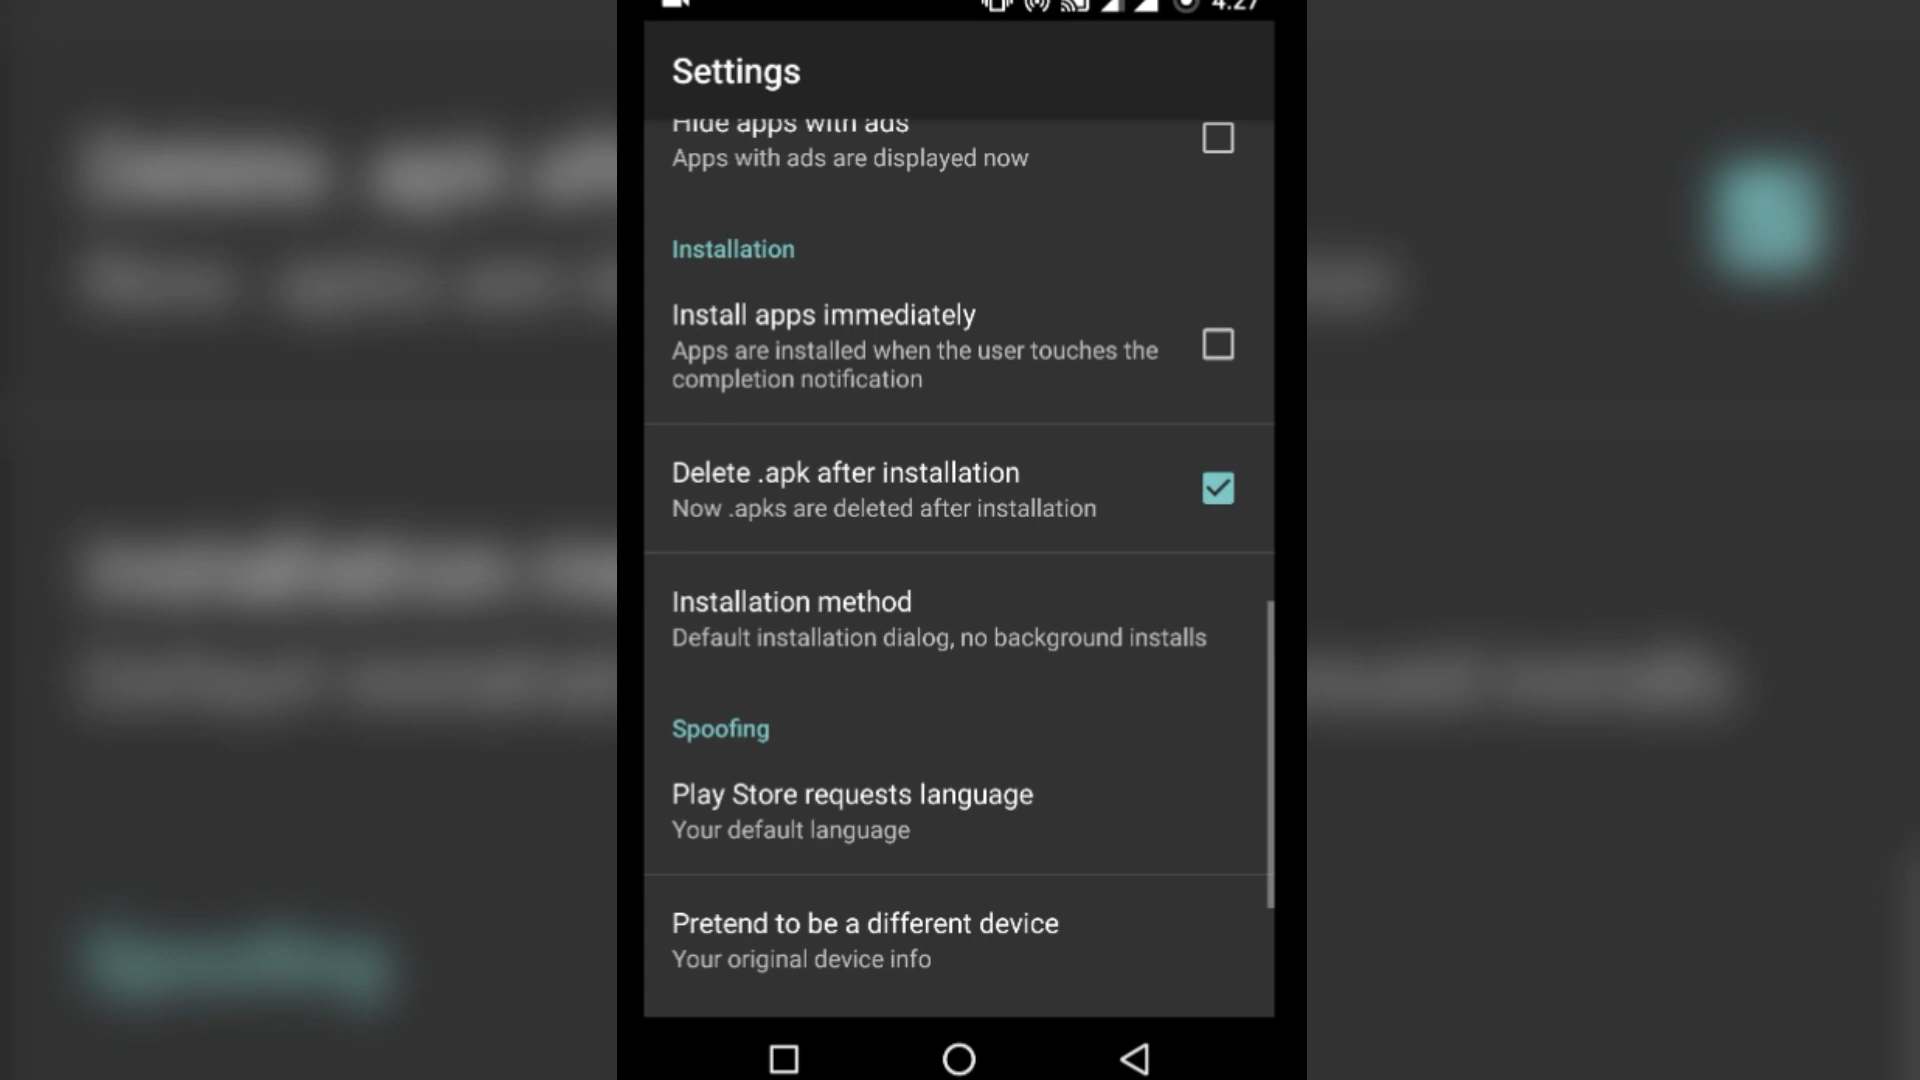 4:27
Settings
Hide apps with ads
Apps with ads are displayed now
Installation
Install apps immediately
Apps are installed when the user touches the
completion notification
Delete .apk after installation
Now .apks are deleted after installation
Installation method
Default installation dialog, no background installs
Spoofing
Play Store requests language
Your default language
Pretend to be a different device
Your original device info